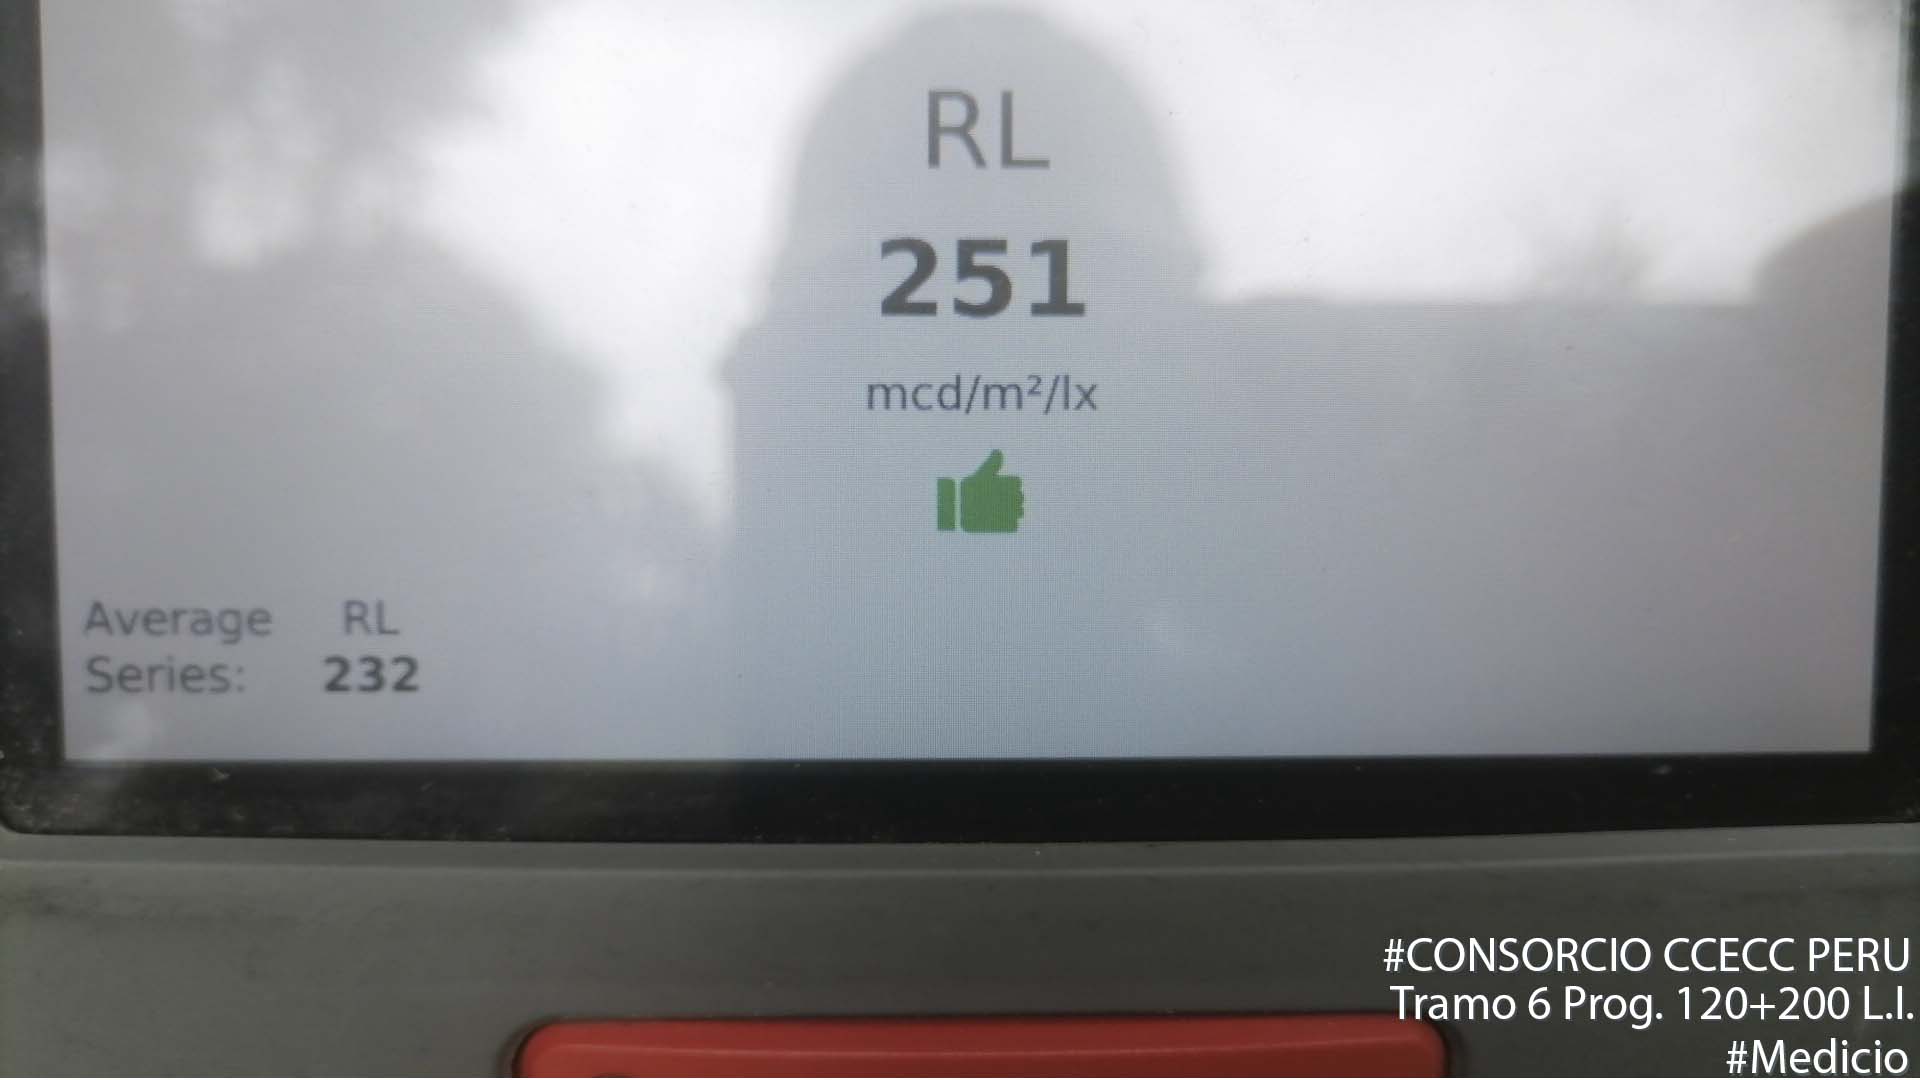 RL
251
mcd/m²/lx
Average RL
Series: 232
#CONSORCIO CCECC PERU
Tramo 6 Prog. 120+200 L.I.
#Medicio